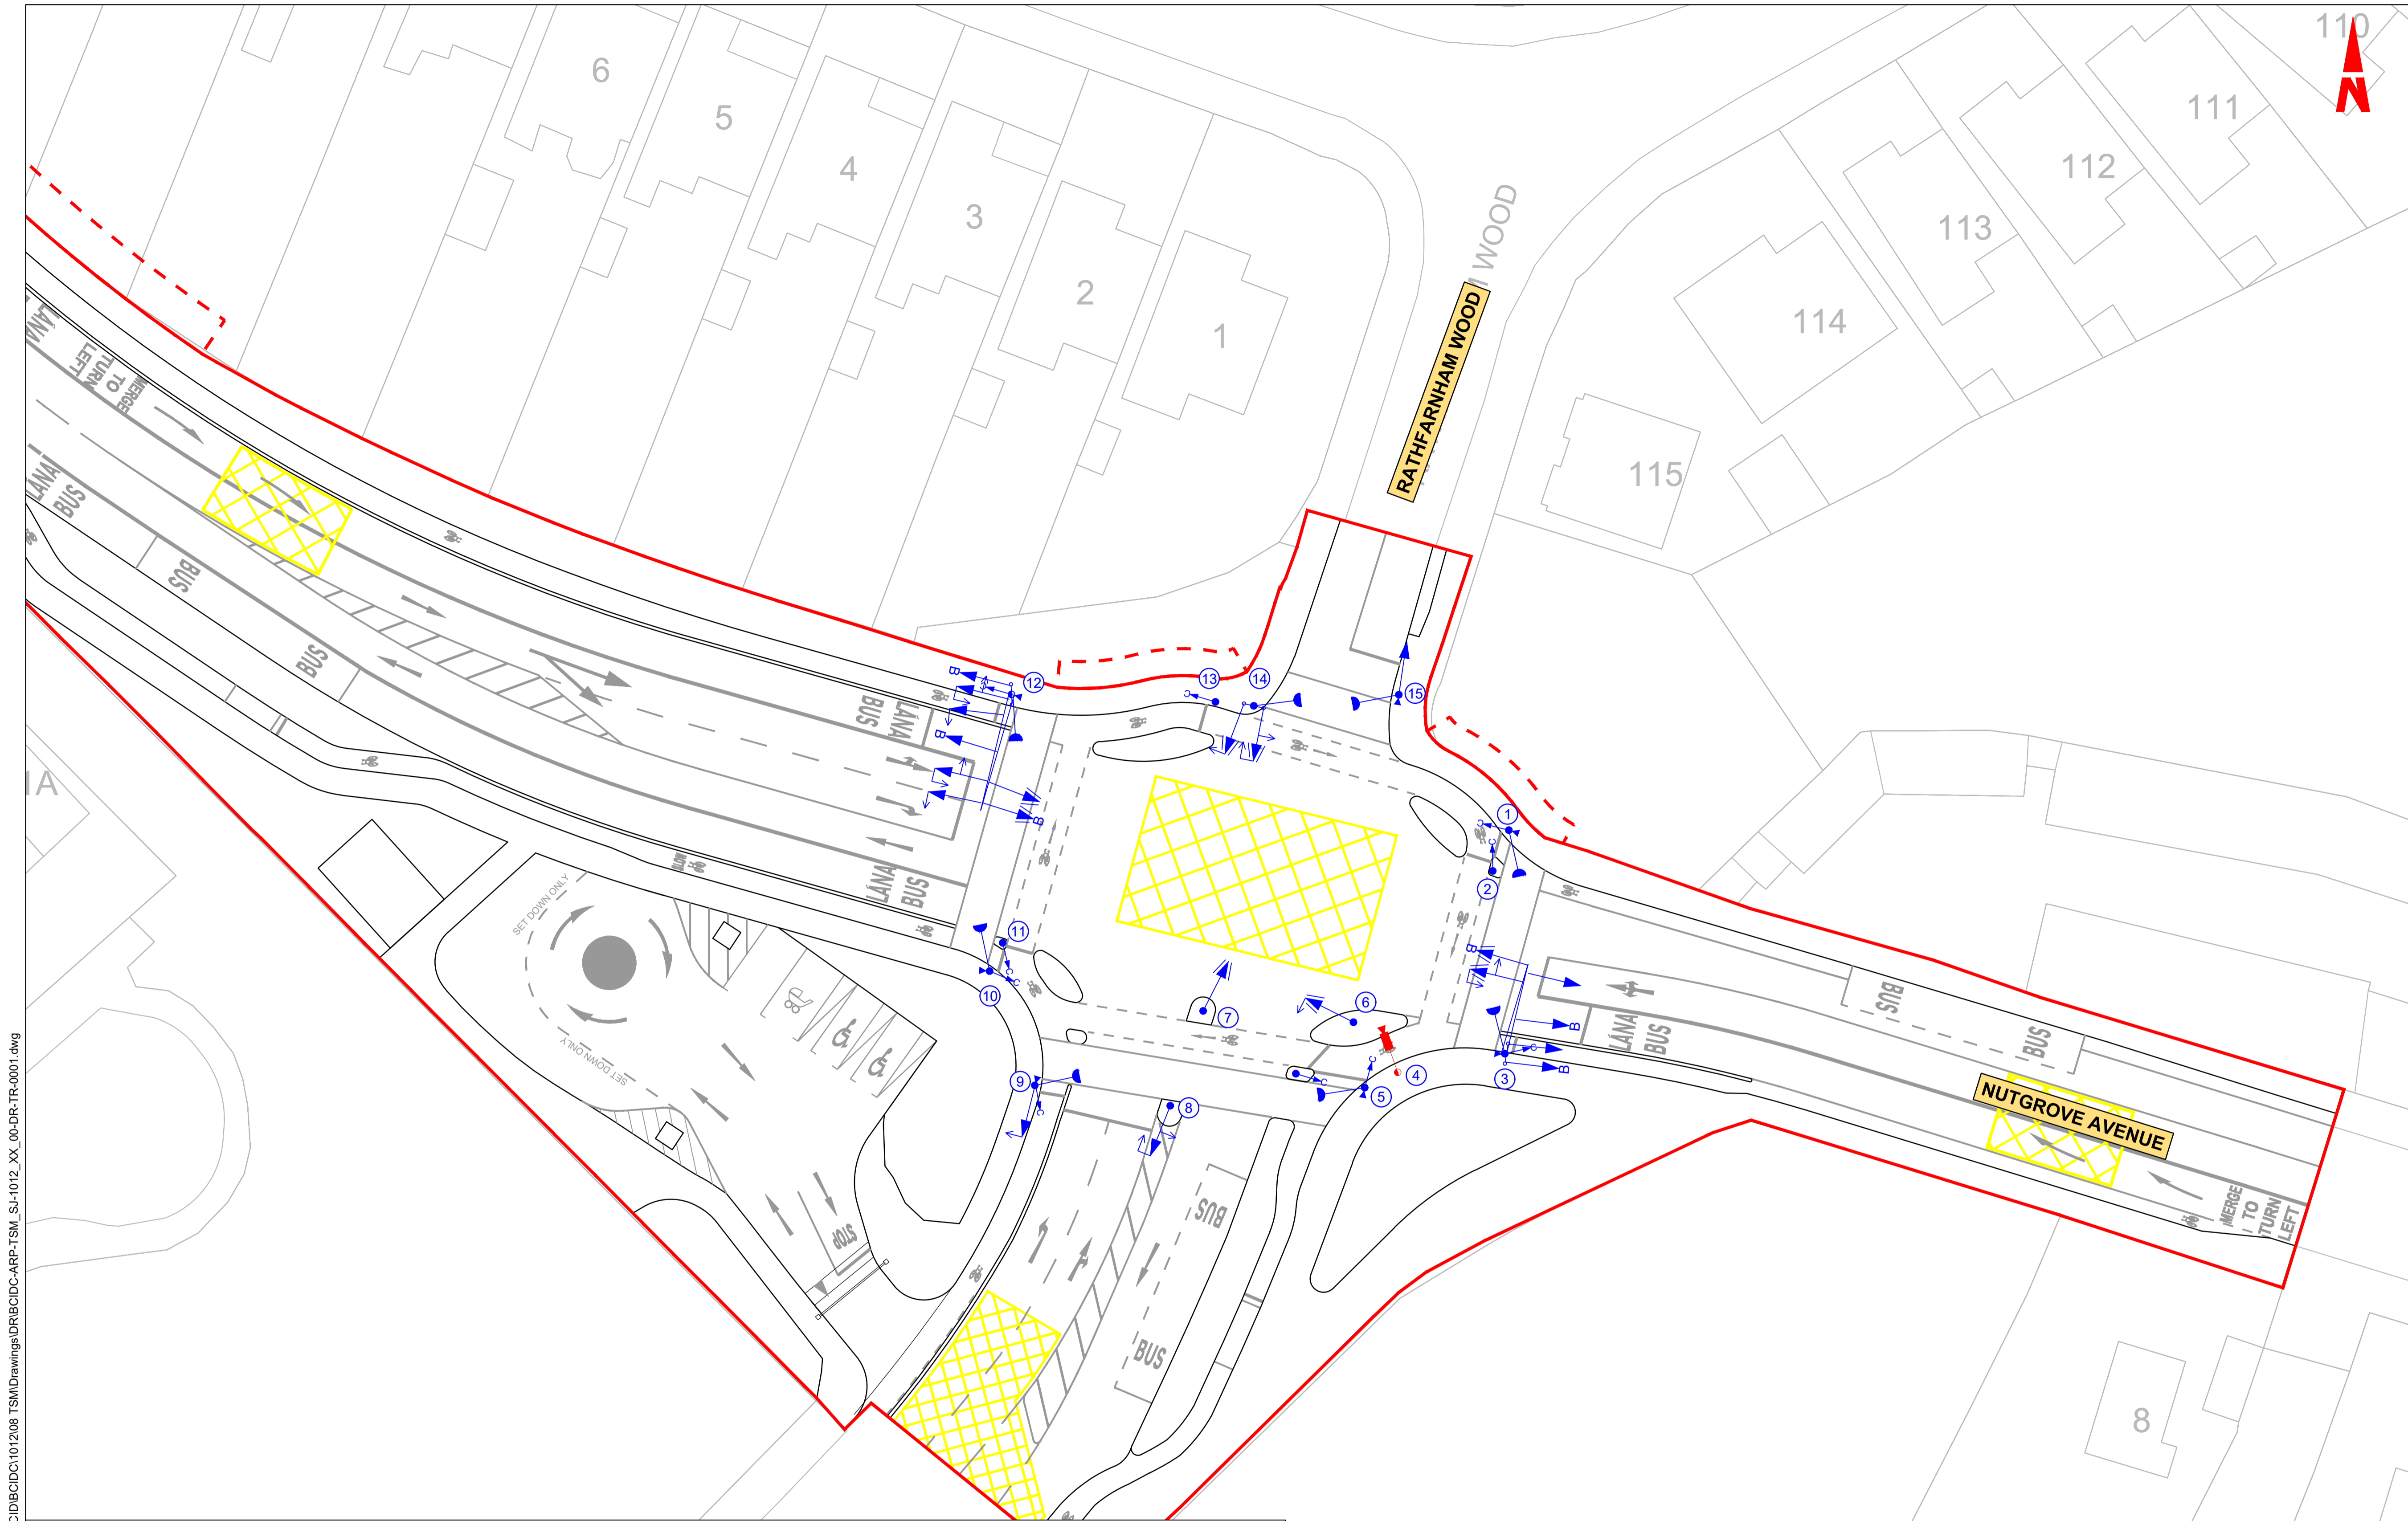 110
111
112
113
114
115
6
5
4
3
2
1
N
WOOD
RATHFARNHAM WOOD
LÁNA
MERGE
TO
TURN
LEFT
LÁNA
BUS
BUS
BUS
12
13
14
15
B
C
B
LÁNA
BUS
B
C
1
C
2
LÁNA
BUS
SET DOWN ONLY
SET DOWN ONLY
11
C
C
10
7
6
B
B
C
B
3
LÁNA
BUS
BUS
BUS
NUTGROVE AVENUE
MERGE
TO
TURN
LEFT
4
C
C
5
9
C
8
BUS
BUS
STOP
8
CID\BCIDC\1012\08 TSM\Drawings\DR\BCIDC-ARP-TSM_SJ-1012_XX_00-DR-TR-0001.dwg